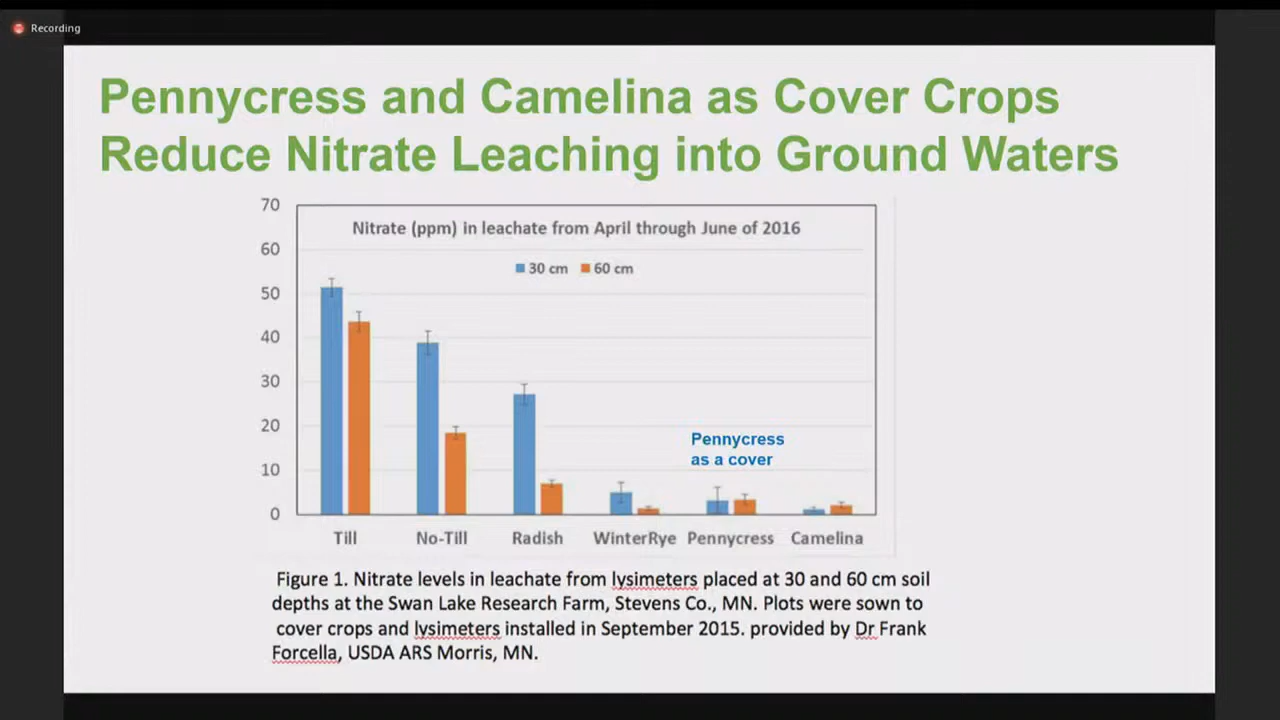 Recording
Pennycress and Camelina as Cover Crops
Reduce Nitrate Leaching into Ground Waters
70
Nitrate (ppm) in leachate from April through June of 2016
60
30 cm 60 cm
50
40
30
20
Pennycress
as a cover
10
0
Till No-Till Radish WinterRye Pennycress Camelina
Figure 1. Nitrate levels in leachate from lysimeters placed at 30 and 60 cm soil
depths at the Swan Lake Research Farm, Stevens Co., MN. Plots were sown to
cover crops and lysimeters installed in September 2015. provided by Dr Frank
Forcella, USDA ARS Morris, MN.